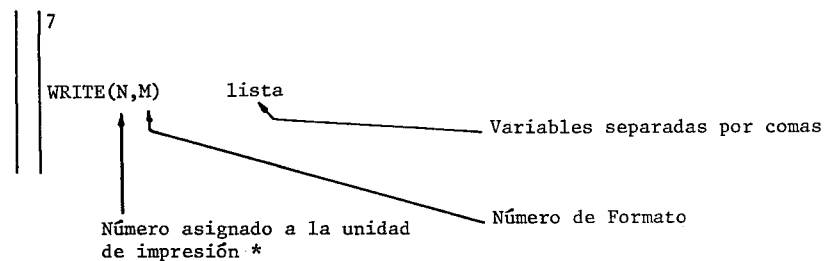 7
WRITE(N,M) lista
Variables separadas por comas
Número de Formato
Número asignado a la unidad
de impresión *